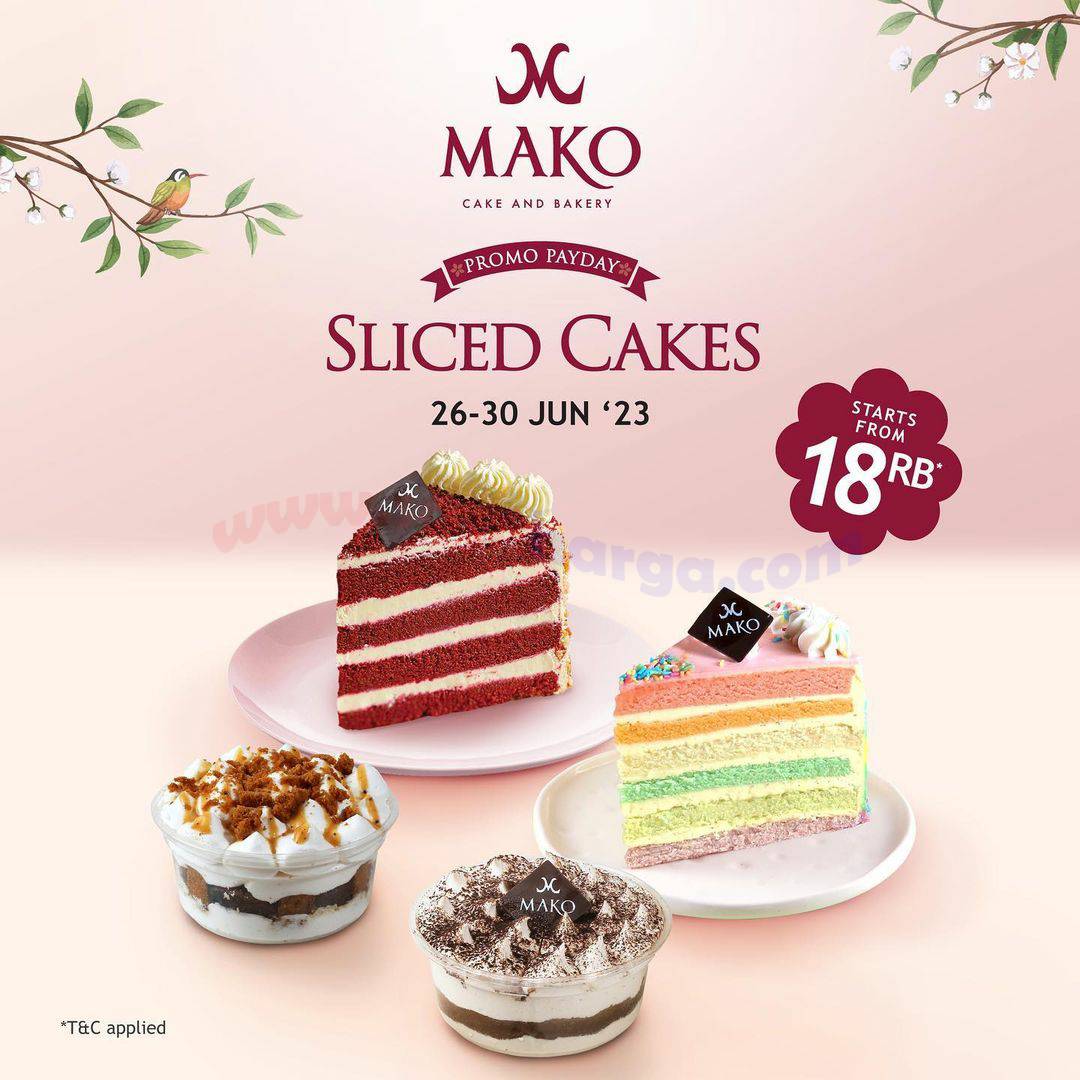 MAKO
CAKE AND BAKERY
PROMO PAYDAY
SLICED CAKES
26-30 JUN ‘23
STARTS
FROM
18RB*
MAKO
MAKO
MAKO
*T&C applied